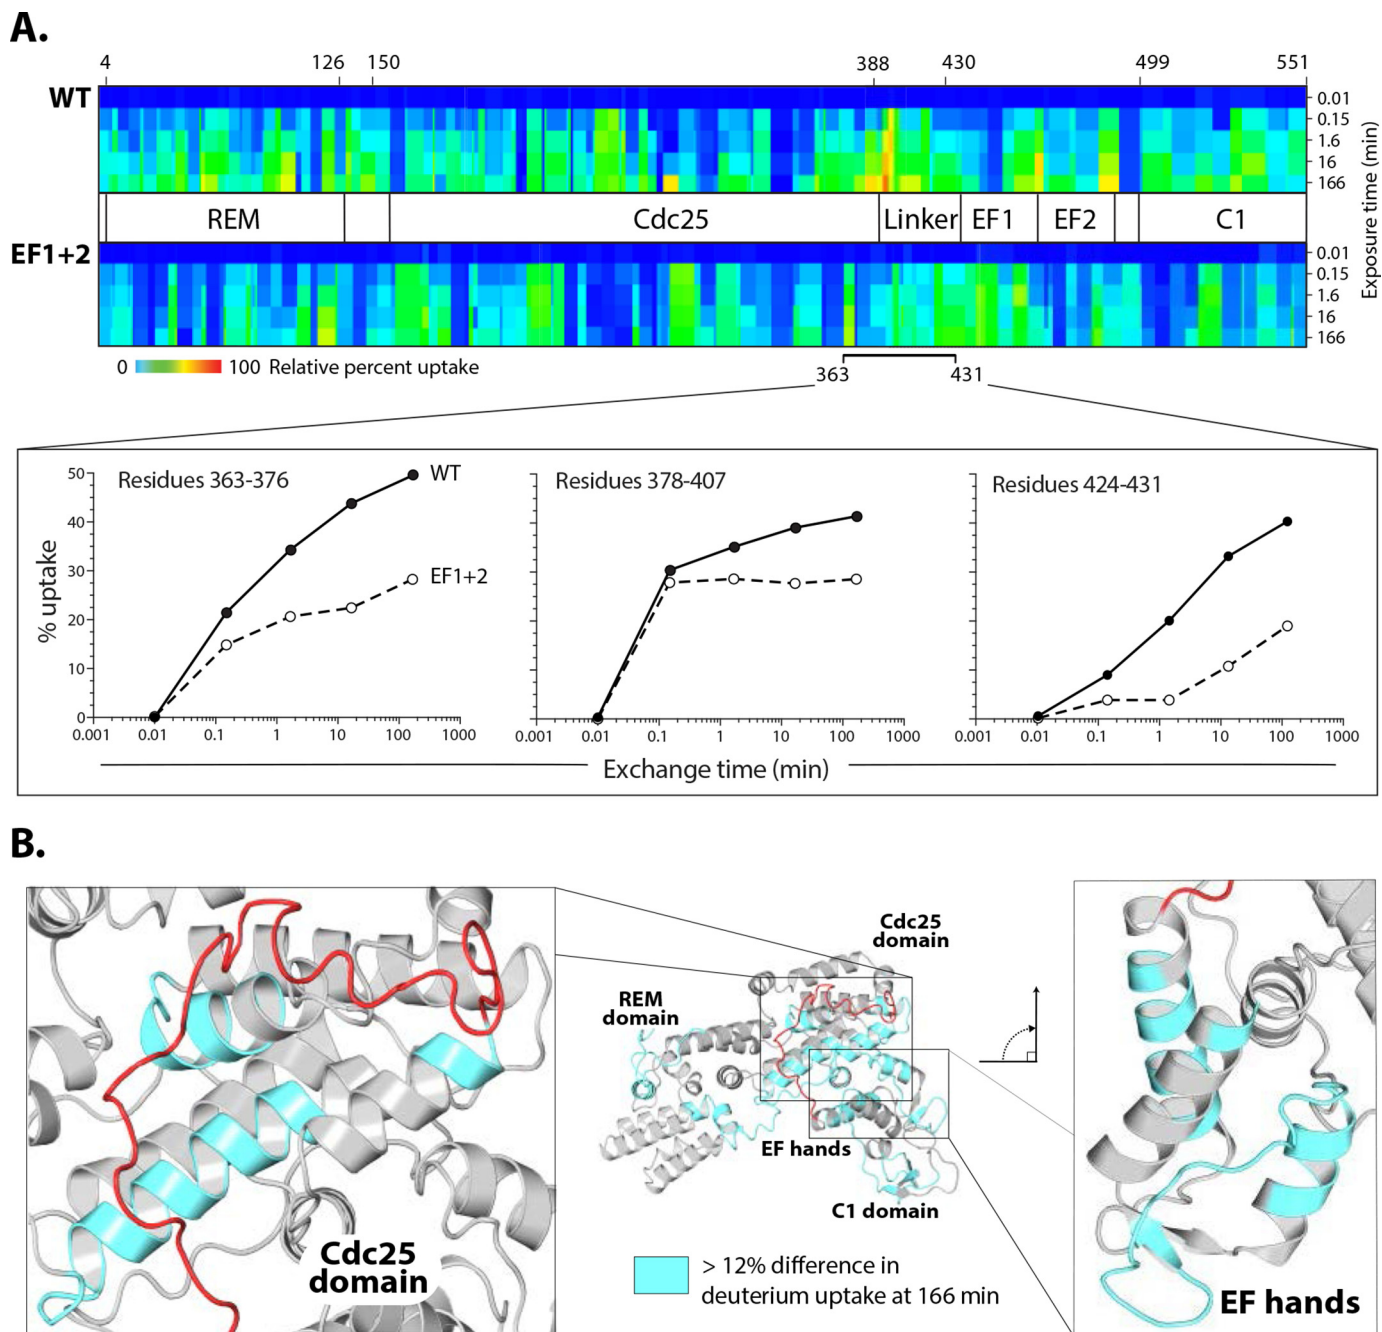 A.
4 126 150 388 430 499 551
WT
0.01
0.15
1.6
16
166
REM Cdc25 Linker EF1 EF2 C1
EF1+2
0.01
0.15
1.6
16
166
Exposure time (min)
0 100 Relative percent uptake
363 431
Residues 363-376
WT
EF1+2
50
40
30
20
10
0
% uptake
0.001 0.01 0.1 1 10 100 1000
Residues 378-407
0.001 0.01 0.1 1 10 100 1000
Residues 424-431
0.001 0.01 0.1 1 10 100 1000
Exchange time (min)
B.
Cdc25
domain
Cdc25
domain
REM
domain
EF hands
C1 domain
> 12% difference in
deuterium uptake at 166 min
EF hands